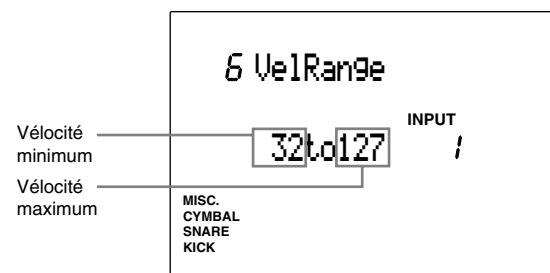 6 VelRange
INPUT
Vélocité
minimum
32to127
1
Vélocité
maximum
MISC.
CYMBAL
SNARE
KICK